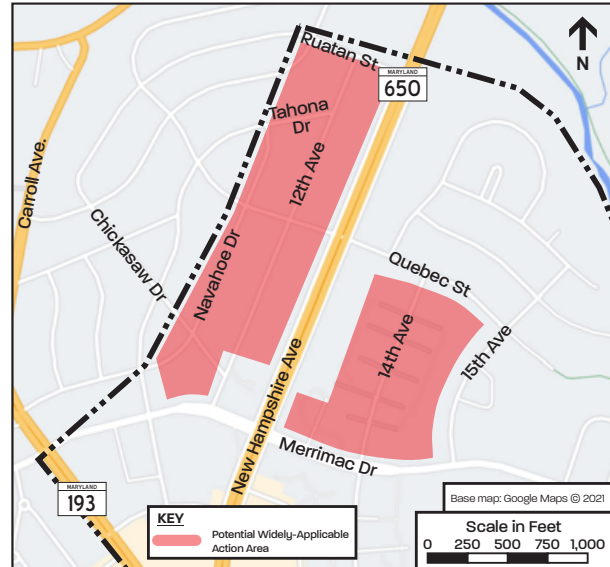 Ruatan St
N
MARYLAND
650
Tahona
Dr
Carroll Ave.
12th Ave
Chickasaw Dr
Navahoe Dr
Quebec St
14th Ave
15th Ave
New Hampshire Ave
Merrimac Dr
MARYLAND
193
Base map: Google Maps © 2021
KEY
Potential Widely-Applicable
Action Area
Scale in Feet
0 250 500 750 1,000